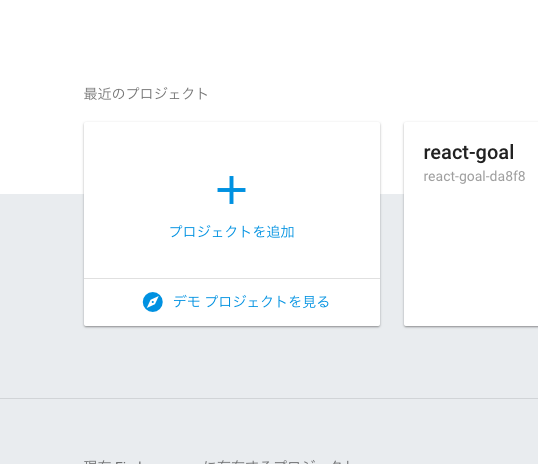 最近のプロジェクト
react-goal
react-goal-da8f8
プロジェクトを追加
デモ プロジェクトを見る